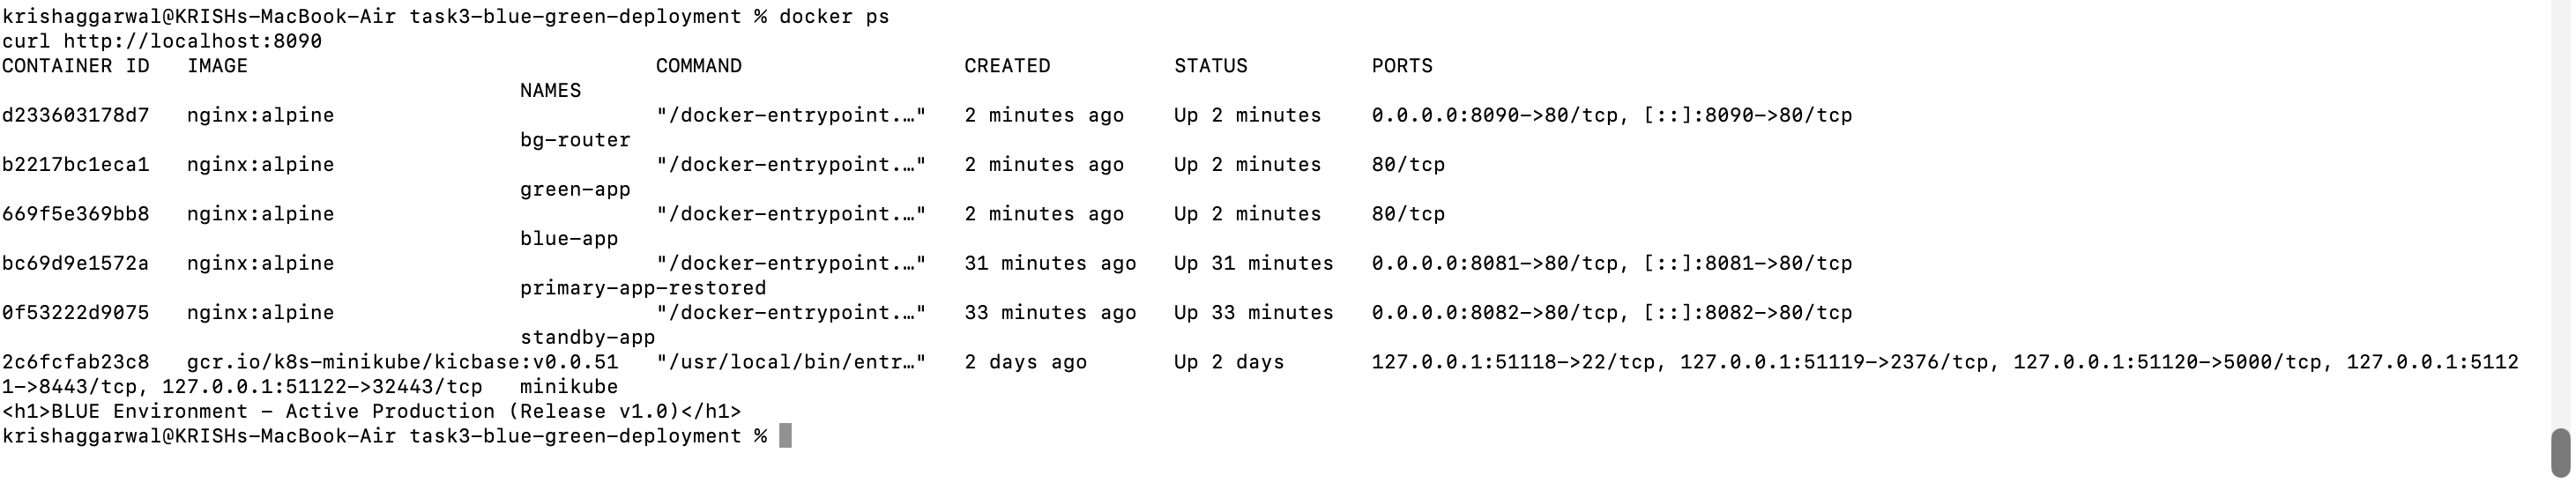 krishaggarwal@KRISHs-MacBook-Air task3-blue-green-deployment % docker ps
curl http://localhost:8090
CONTAINER ID   IMAGE                                 COMMAND                  CREATED          STATUS          PORTS
                                          NAMES
d233603178d7   nginx:alpine                          "/docker-entrypoint.…"   2 minutes ago    Up 2 minutes    0.0.0.0:8090->80/tcp, [::]:8090->80/tcp
                                          bg-router
b2217bc1eca1   nginx:alpine                          "/docker-entrypoint.…"   2 minutes ago    Up 2 minutes    80/tcp
                                          green-app
669f5e369bb8   nginx:alpine                          "/docker-entrypoint.…"   2 minutes ago    Up 2 minutes    80/tcp
                                          blue-app
bc69d9e1572a   nginx:alpine                          "/docker-entrypoint.…"   31 minutes ago   Up 31 minutes   0.0.0.0:8081->80/tcp, [::]:8081->80/tcp
                                          primary-app-restored
0f53222d9075   nginx:alpine                          "/docker-entrypoint.…"   33 minutes ago   Up 33 minutes   0.0.0.0:8082->80/tcp, [::]:8082->80/tcp
                                          standby-app
2c6fcfab23c8   gcr.io/k8s-minikube/kicbase:v0.0.51   "/usr/local/bin/entr…"   2 days ago       Up 2 days       127.0.0.1:51118->22/tcp, 127.0.0.1:51119->2376/tcp, 127.0.0.1:51120->5000/tcp, 127.0.0.1:5112
1->8443/tcp, 127.0.0.1:51122->32443/tcp   minikube
<h1>BLUE Environment - Active Production (Release v1.0)</h1>
krishaggarwal@KRISHs-MacBook-Air task3-blue-green-deployment %